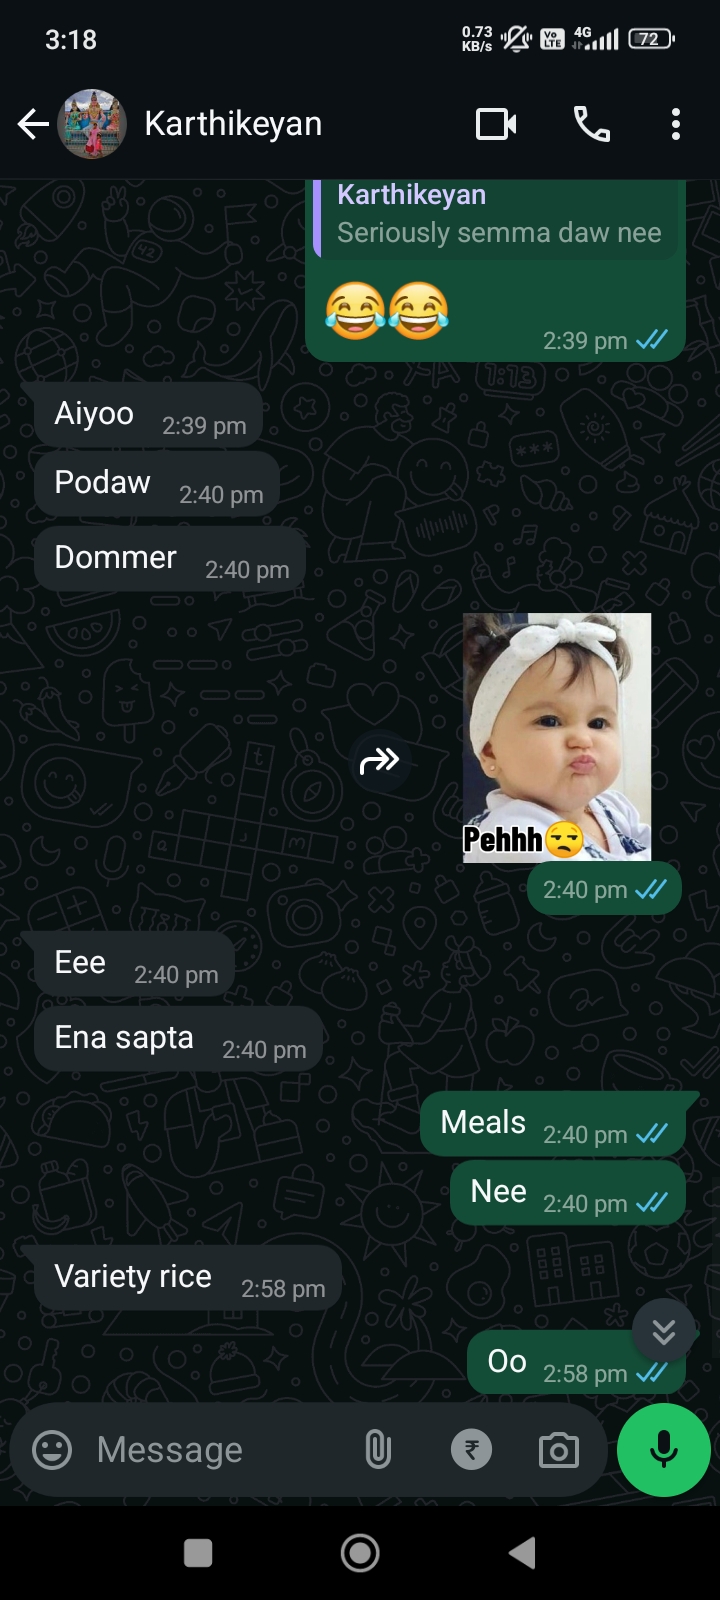 3:18
0.73
KB/s
Vo
LTE
4G
72
Karthikeyan
Karthikeyan
Seriously semma daw nee
😂😂
2:39 pm
Aiyoo 2:39 pm
Podaw 2:40 pm
Dommer 2:40 pm
Pehhh😒
2:40 pm
Eee 2:40 pm
Ena sapta 2:40 pm
Meals 2:40 pm
Nee 2:40 pm
Variety rice 2:58 pm
Oo 2:58 pm
Message
₹